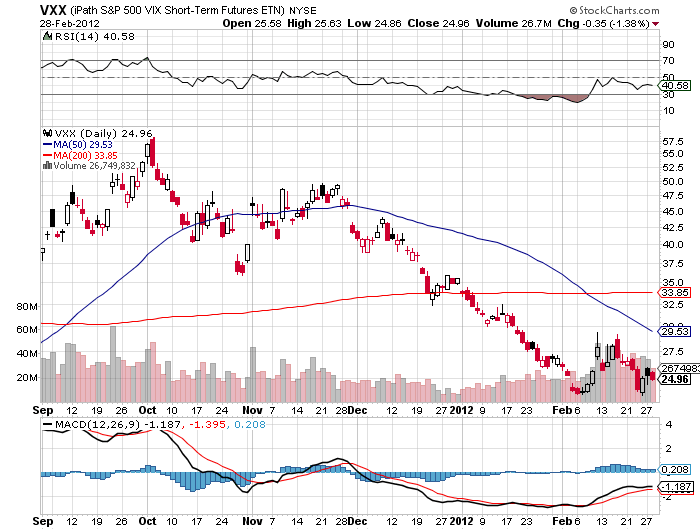 VXX (iPath S&P 500 VIX Short-Term Futures ETN) NYSE © StockCharts.com
28-Feb-2012 Open 25.58 High 25.63 Low 24.86 Close 24.96 Volume 26.7M Chg -0.35 (-1.38%)
RSI(14) 40.58
90
70
50
40.58
30
10
VXX (Daily) 24.96
MA(50) 29.53
MA(200) 33.85
Volume 26,749,832
57.5
55.0
52.5
50.0
47.5
45.0
42.5
40.0
37.5
35.0
33.85
32.5
29.53
27.5
24.96
80M
60M
40M
20M
Sep 12 19 26 Oct 10 17 24 Nov 7 14 21 28 Dec 12 19 27 2012 9 17 23 Feb 6 13 21 27
MACD(12,26,9) -1.187, -1.395, 0.208
4
2
0.208
-1.187
-4
Sep 12 19 26 Oct 10 17 24 Nov 7 14 21 28 Dec 12 19 27 2012 9 17 23 Feb 6 13 21 27